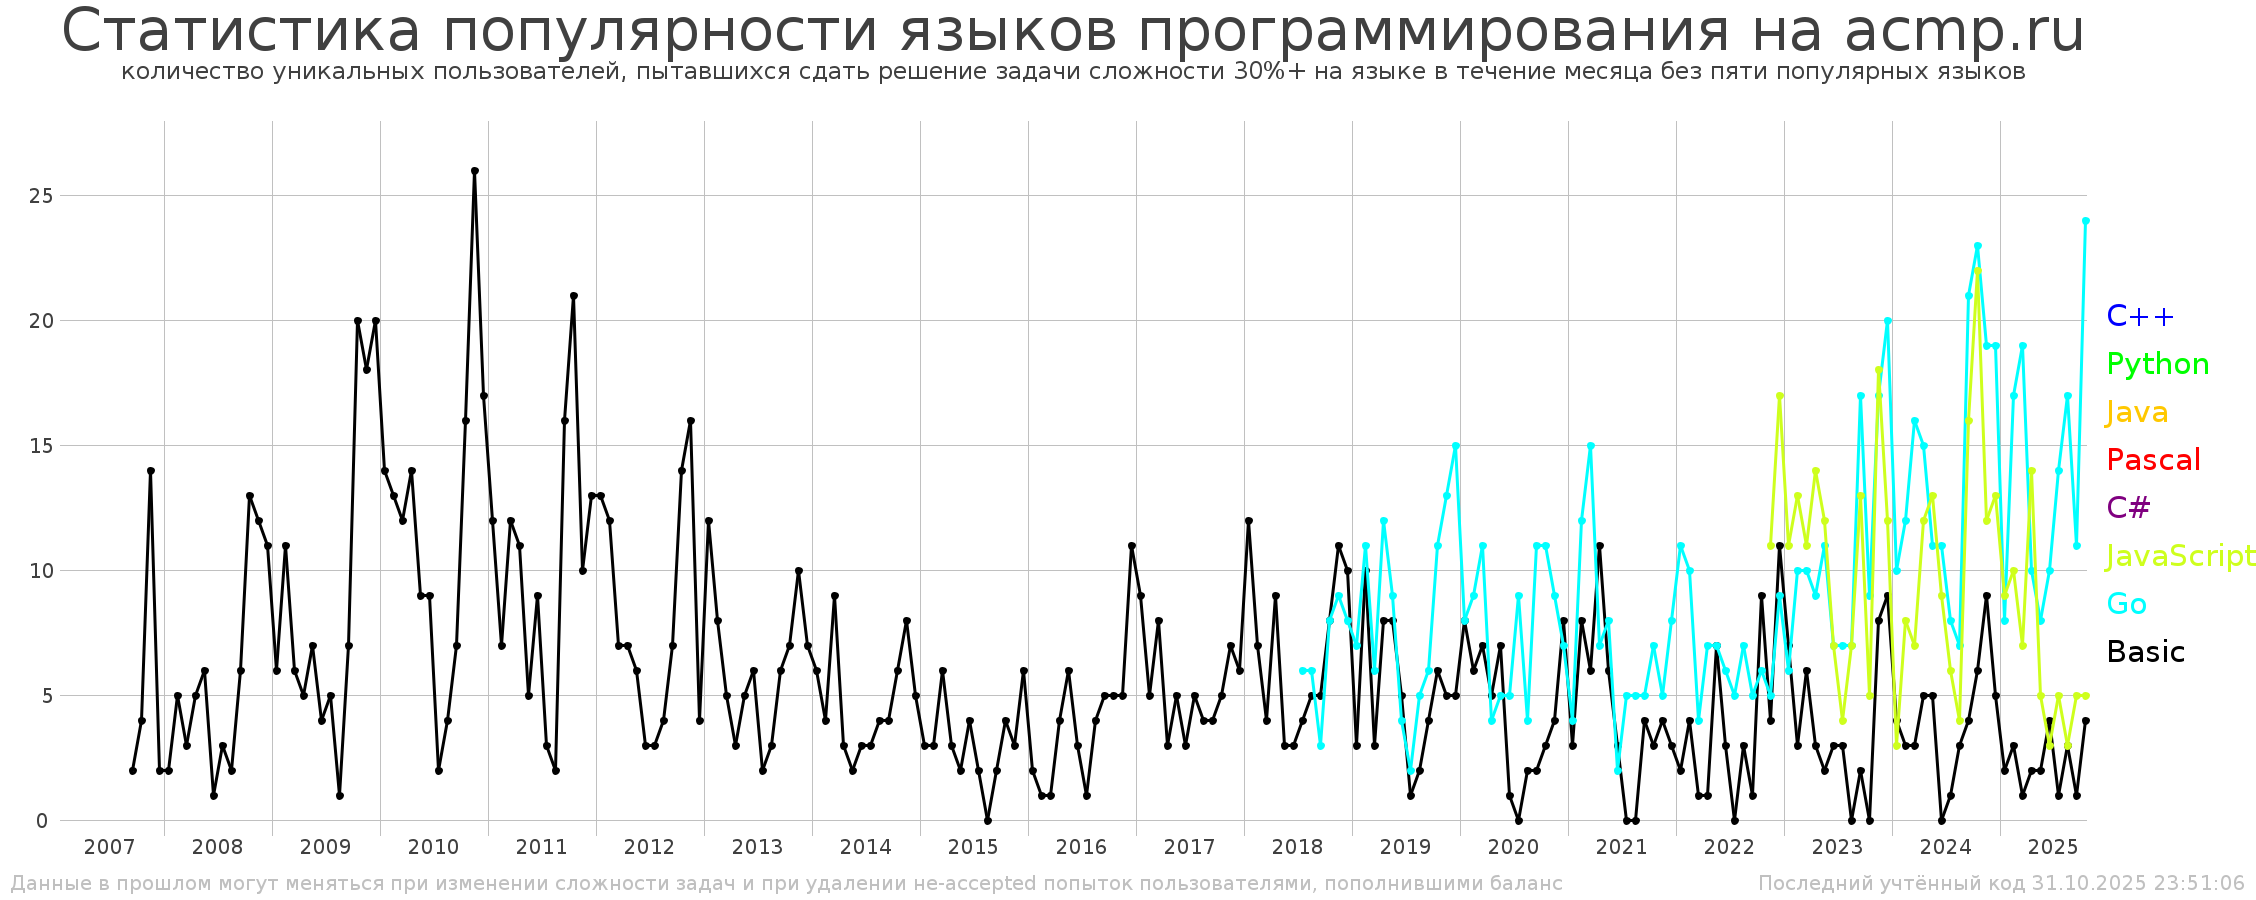 Статистика популярности языков программирования на acmp.ru
количество уникальных пользователей, пытавшихся сдать решение задачи сложности 30%+ на языке в течение месяца без пяти популярных языков
25
20
15
10
5
0
C++
Python
Java
Pascal
C#
JavaScript
Go
Basic
2007 2008 2009 2010 2011 2012 2013 2014 2015 2016 2017 2018 2019 2020 2021 2022 2023 2024 2025
Данные в прошлом могут меняться при изменении сложности задач и при удалении не-accepted попыток пользователями, пополнившими баланс
Последний учтённый код 31.10.2025 23:51:06